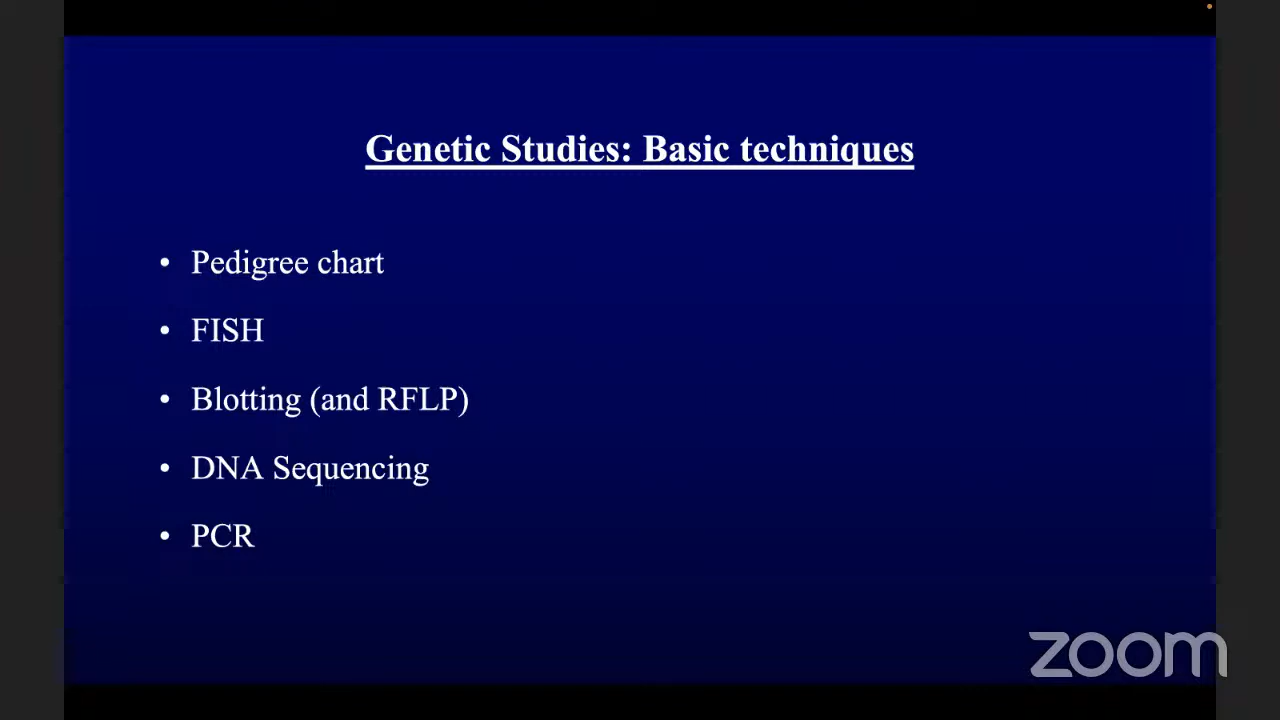 Genetic Studies: Basic techniques
• Pedigree chart
• FISH
• Blotting (and RFLP)
• DNA Sequencing
• PCR
zoom